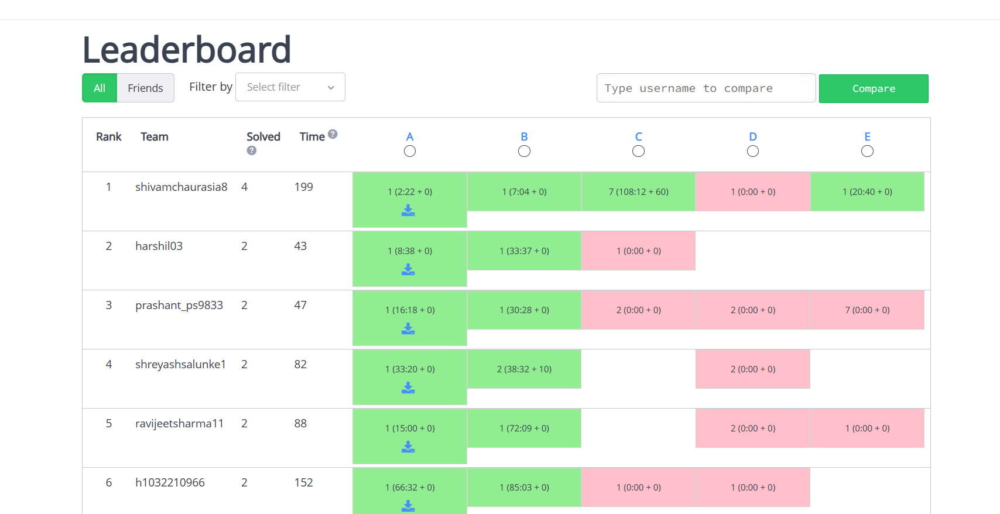 Leaderboard
All Friends Filter by Select filter Type username to compare Compare
Rank Team Solved ? Time ? A B C D E
1 shivamchaurasia8 4 199 1 (2:22 + 0) 1 (7:04 + 0) 7 (108:12 + 60) 1 (0:00 + 0) 1 (20:40 + 0)
2 harshil03 2 43 1 (8:38 + 0) 1 (33:37 + 0) 1 (0:00 + 0)
3 prashant_ps9833 2 47 1 (16:18 + 0) 1 (30:28 + 0) 2 (0:00 + 0) 2 (0:00 + 0) 7 (0:00 + 0)
4 shreyashsalunke1 2 82 1 (33:20 + 0) 2 (38:32 + 10) 2 (0:00 + 0)
5 ravijeetsharma11 2 88 1 (15:00 + 0) 1 (72:09 + 0) 2 (0:00 + 0) 1 (0:00 + 0)
6 h1032210966 2 152 1 (66:32 + 0) 1 (85:03 + 0) 1 (0:00 + 0) 1 (0:00 + 0)